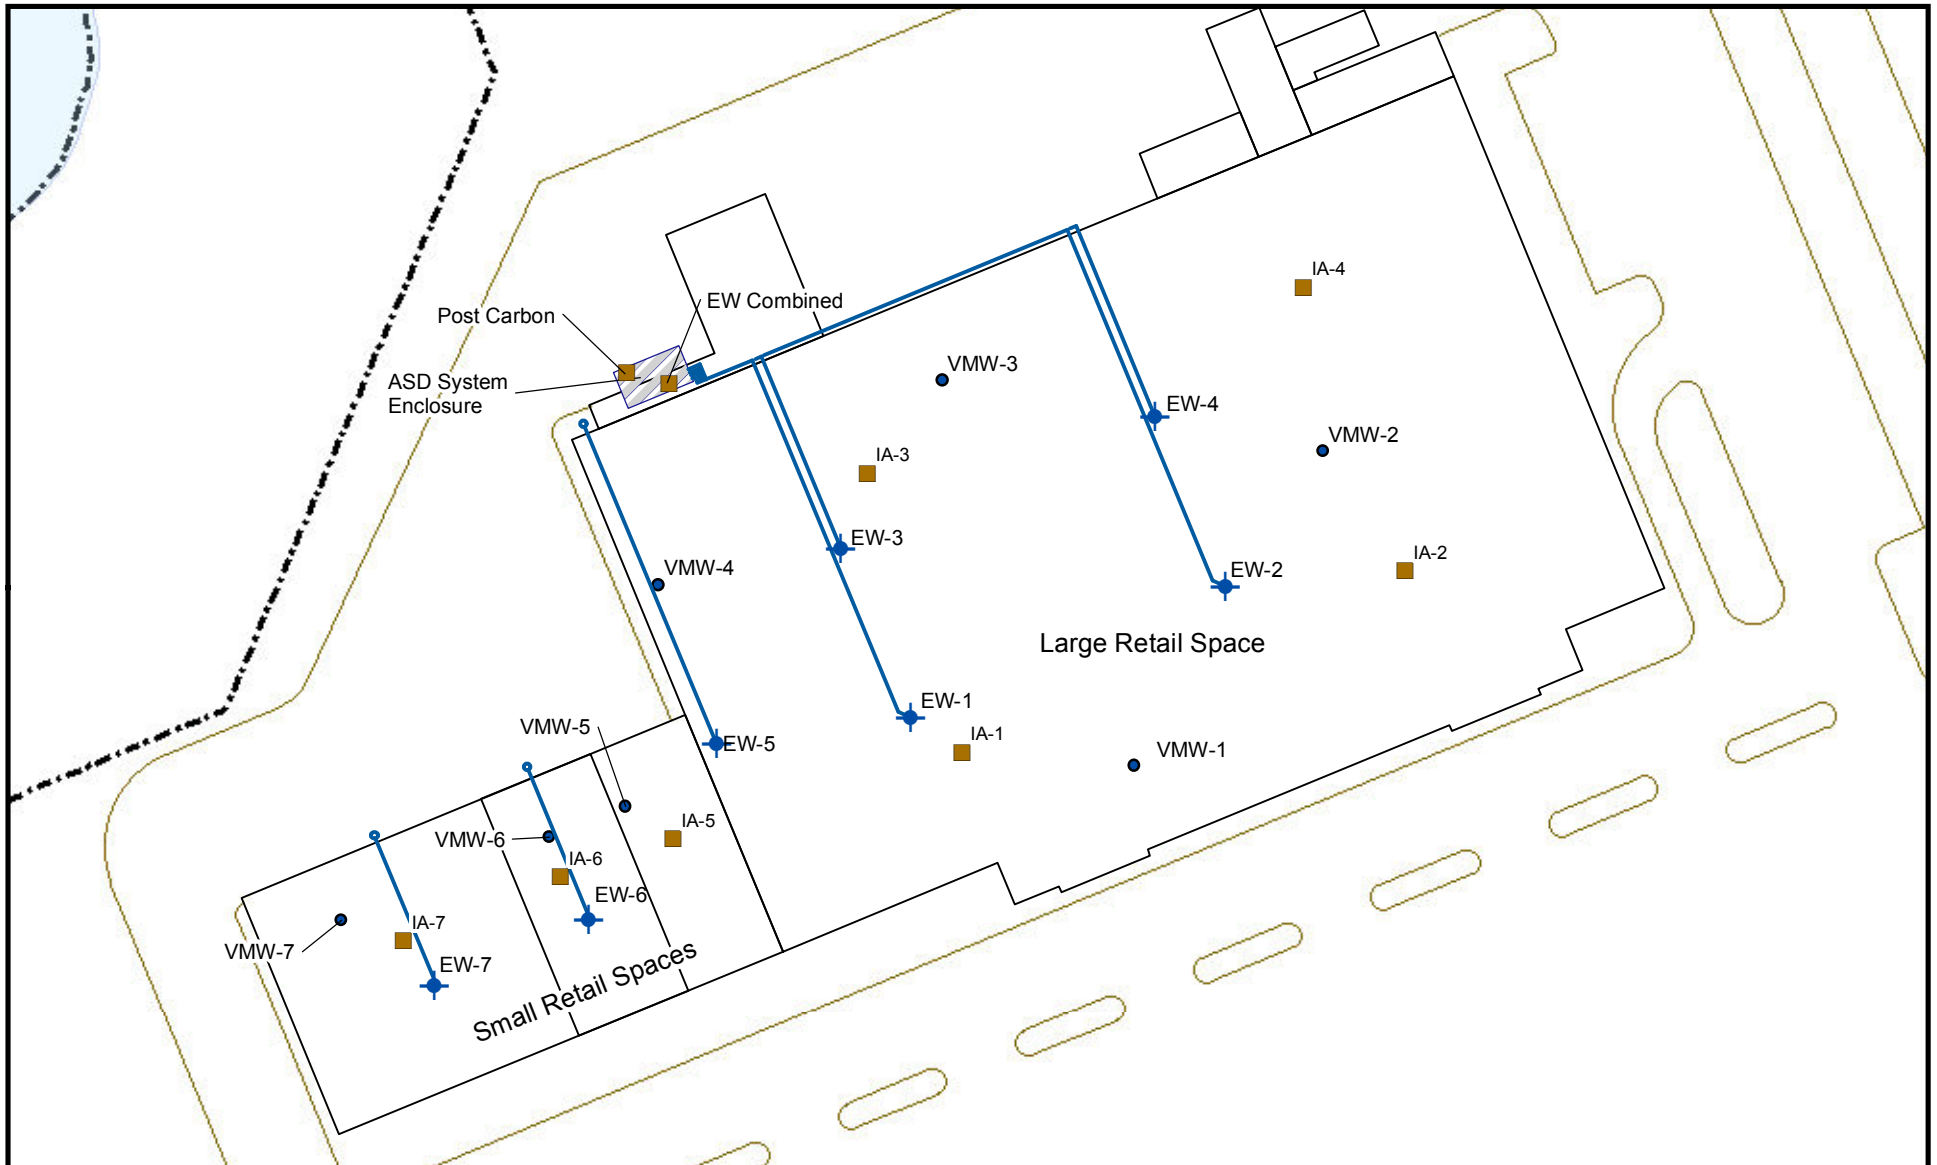 IA-4
EW Combined
Post Carbon
VMW-3
ASD System
Enclosure
EW-4
VMW-2
IA-3
EW-3
IA-2
VMW-4
EW-2
Large Retail Space
EW-1
VMW-5
IA-1
EW-5
VMW-1
IA-5
VMW-6
IA-6
EW-6
IA-7
VMW-7
EW-7
Small Retail Spaces